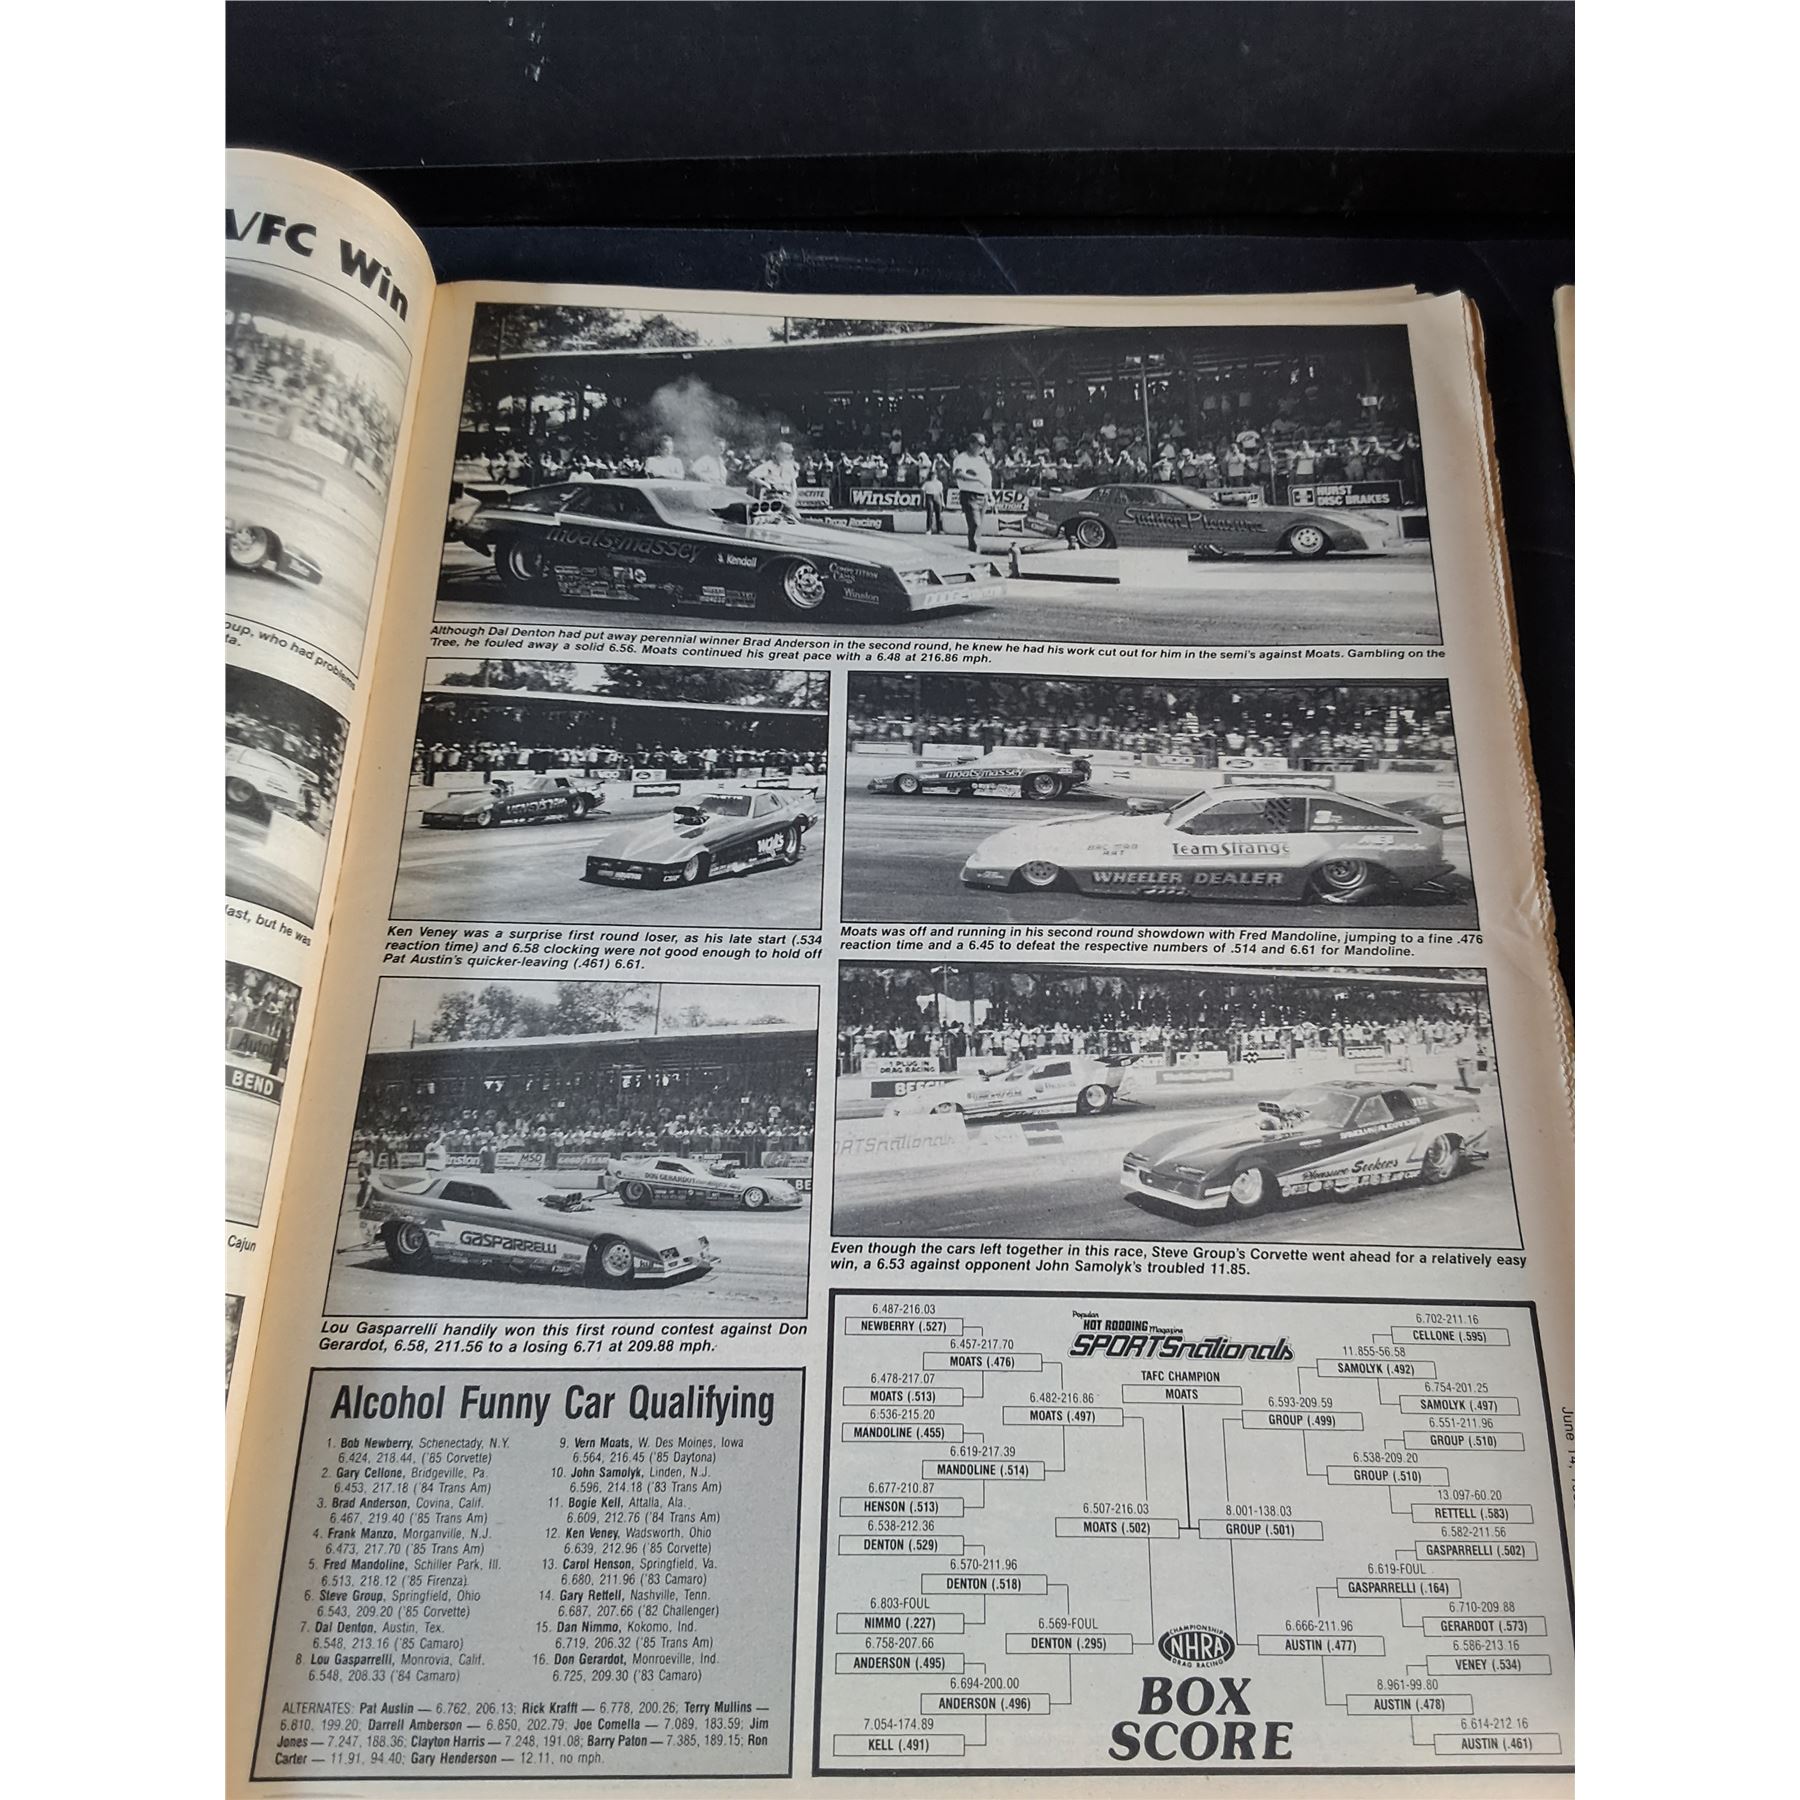 A/FC Win
oup, who had problems
ta.
last, but he was
BEND
Cajun
moats & massey
Kendall
Winston
Winston
MSD
HURST
DISC BRAKES
Although Dal Denton had put away perennial winner Brad Anderson in the second round, he knew he had his work cut out for him in the semi's against Moats. Gambling on the
'Tree, he fouled away a solid 6.56. Moats continued his great pace with a 6.48 at 216.86 mph.
Ken Veney was a surprise first round loser, as his late start (.534
reaction time) and 6.58 clocking were not good enough to hold off
Pat Austin's quicker-leaving (.461) 6.61.
moats & massey
Team Strange
WHEELER DEALER
Moats was off and running in his second round showdown with Fred Mandoline, jumping to a fine .476
reaction time and a 6.45 to defeat the respective numbers of .514 and 6.61 for Mandoline.
DON GERARDOT
GASPARRELLI
Lou Gasparrelli handily won this first round contest against Don
Gerardot, 6.58, 211.56 to a losing 6.71 at 209.88 mph.
Pleasure Seekers
Even though the cars left together in this race, Steve Group's Corvette went ahead for a relatively easy
win, a 6.53 against opponent John Samolyk's troubled 11.85.
Alcohol Funny Car Qualifying
1. Bob Newberry, Schenectady, N.Y.
6.424, 218.44, ('85 Corvette)
2. Gary Cellone, Bridgeville, Pa.
6.453, 217.18 ('84 Trans Am)
3. Brad Anderson, Covina, Calif.
6.467, 219.40 ('85 Trans Am)
4. Frank Manzo, Morganville, N.J.
6.473, 217.70 ('85 Trans Am)
5. Fred Mandoline, Schiller Park, Ill.
6.513, 218.12 ('85 Firenza)
6. Steve Group, Springfield, Ohio
6.543, 209.20 ('85 Corvette)
7. Dal Denton, Austin, Tex.
6.548, 213.16 ('85 Camaro)
8. Lou Gasparrelli, Monrovia, Calif.
6.548, 208.33 ('84 Camaro)
9. Vern Moats, W. Des Moines, Iowa
6.564, 216.45 ('85 Daytona)
10. John Samolyk, Linden, N.J.
6.596, 214.18 ('83 Trans Am)
11. Bogie Kell, Attalla, Ala.
6.609, 212.76 ('84 Trans Am)
12. Ken Veney, Wadsworth, Ohio
6.639, 212.96 ('85 Corvette)
13. Carol Henson, Springfield, Va.
6.680, 211.96 ('83 Camaro)
14. Gary Rettell, Nashville, Tenn.
6.687, 207.66 ('82 Challenger)
15. Dan Nimmo, Kokomo, Ind.
6.719, 206.32 ('85 Trans Am)
16. Don Gerardot, Monroeville, Ind.
6.725, 209.30 ('83 Camaro)
ALTERNATES: Pat Austin — 6.762, 206.13; Rick Krafft — 6.778, 200.26; Terry Mullins —
6.810, 199.20; Darrell Amberson — 6.850, 202.79; Joe Comella — 7.089, 183.59; Jim
Jones — 7.247, 188.36; Clayton Harris — 7.248, 191.08; Barry Paton — 7.385, 189.15; Ron
Carter — 11.91, 94.40; Gary Henderson — 12.11, no mph.
Popular
HOT RODDING Magazine
SPORTSnationals
6.487-216.03
NEWBERRY (.527)
6.457-217.70
MOATS (.476)
6.478-217.07
MOATS (.513)
6.482-216.86
MOATS (.497)
6.536-215.20
MANDOLINE (.455)
6.619-217.39
MANDOLINE (.514)
6.677-210.87
HENSON (.513)
6.507-216.03
MOATS (.502)
6.538-212.36
DENTON (.529)
6.570-211.96
DENTON (.518)
6.803-FOUL
NIMMO (.227)
6.569-FOUL
DENTON (.295)
6.758-207.66
ANDERSON (.495)
6.694-200.00
ANDERSON (.496)
7.054-174.89
KELL (.491)
TAFC CHAMPION
MOATS
6.702-211.16
CELLONE (.595)
11.855-56.58
SAMOLYK (.492)
6.754-201.25
SAMOLYK (.497)
6.593-209.59
GROUP (.499)
6.551-211.96
GROUP (.510)
6.538-209.20
GROUP (.510)
13.097-60.20
RETTELL (.583)
8.001-138.03
GROUP (.501)
6.582-211.56
GASPARRELLI (.502)
6.619-FOUL
GASPARRELLI (.164)
6.710-209.88
GERARDOT (.573)
6.666-211.96
AUSTIN (.477)
6.586-213.16
VENEY (.534)
8.961-99.80
AUSTIN (.478)
6.614-212.16
AUSTIN (.461)
CHAMPIONSHIP
NHRA
DRAG RACING
BOX
SCORE
June 14,